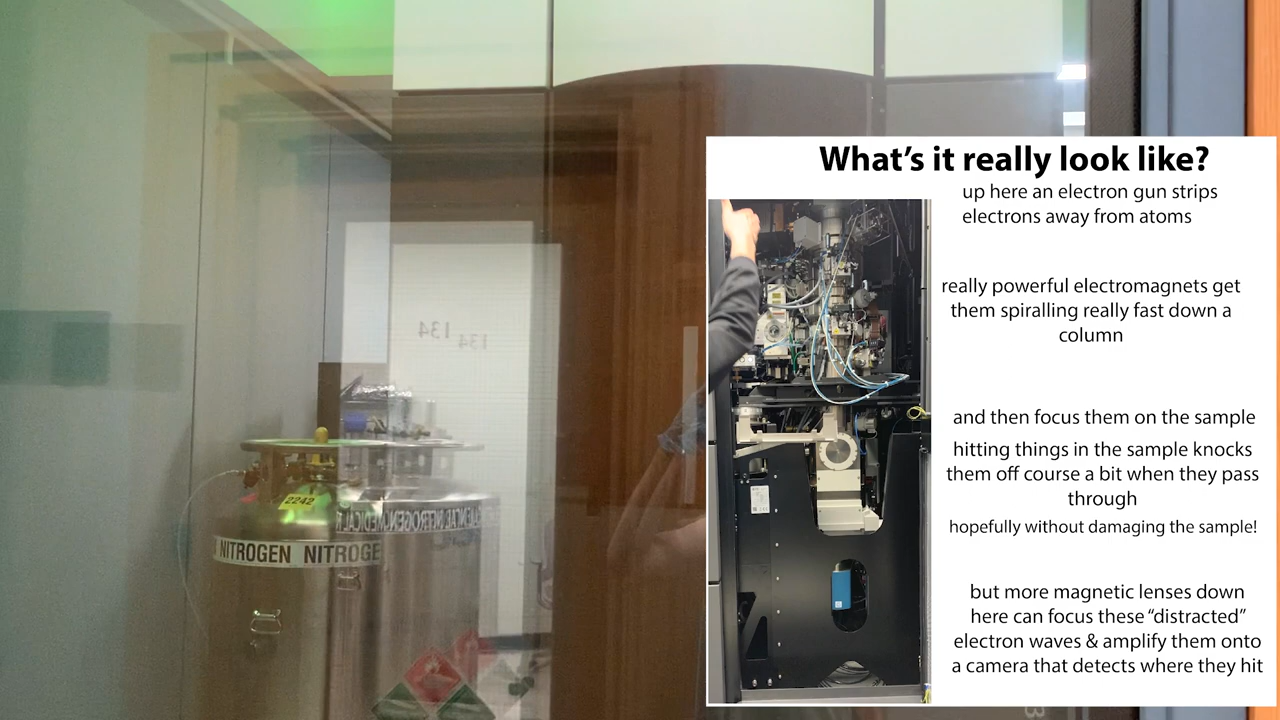 What's it really look like?
up here an electron gun strips
electrons away from atoms
really powerful electromagnets get
them spiralling really fast down a
column
and then focus them on the sample
hitting things in the sample knocks
them off course a bit when they pass
through
hopefully without damaging the sample!
but more magnetic lenses down
here can focus these “distracted”
electron waves & amplify them onto
a camera that detects where they hit
134
134
2242
NITROGEN NITROGE